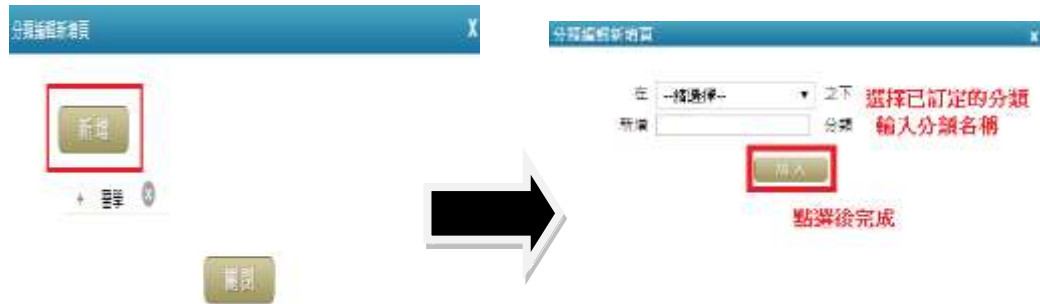 分類編輯新增頁 X
新增
+ 醫學 x
關閉
分類編輯新增頁 x
在 --請選擇-- ▼ 之下 選擇已訂定的分類
新增 分類 輸入分類名稱
加入
點選後完成